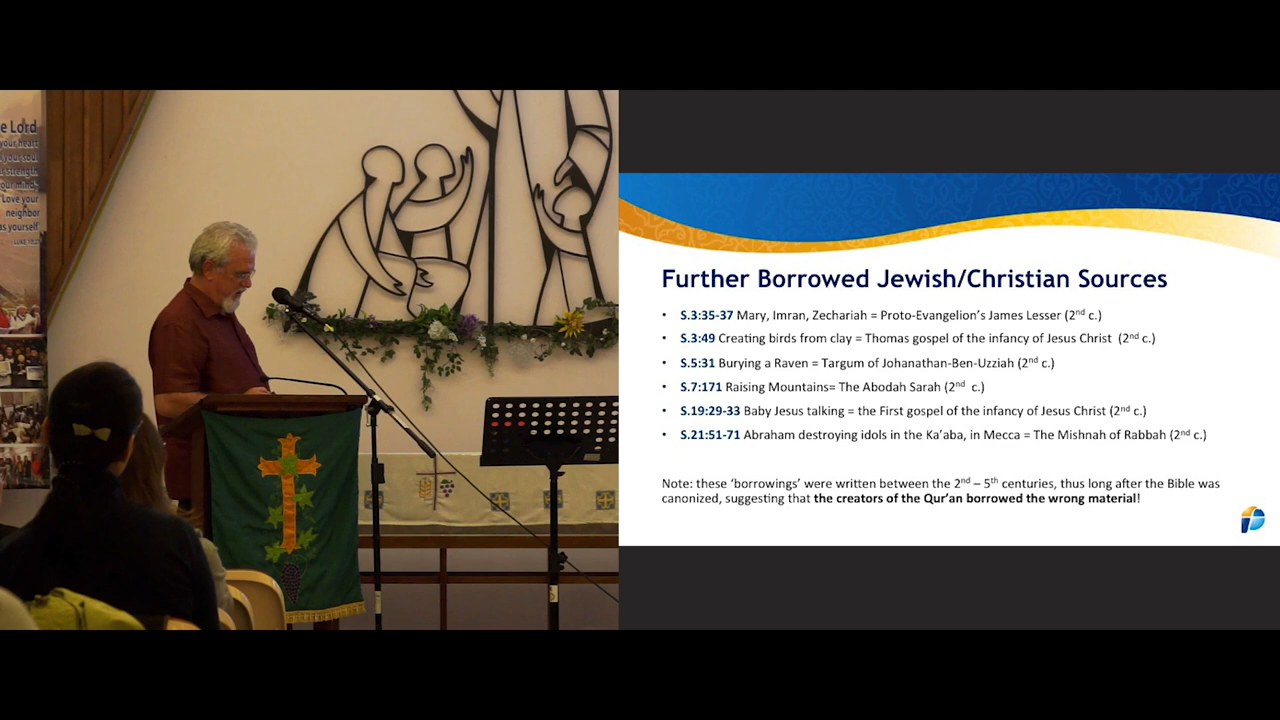 e Lord
your heart
your soul
strength
your mind;
'Love your
neighbor
as yourself'
LUKE 10:27
Further Borrowed Jewish/Christian Sources
• S.3:35-37 Mary, Imran, Zechariah = Proto-Evangelion's James Lesser (2nd c.)
• S.3:49 Creating birds from clay = Thomas gospel of the infancy of Jesus Christ (2nd c.)
• S.5:31 Burying a Raven = Targum of Johanathan-Ben-Uzziah (2nd c.)
• S.7:171 Raising Mountains= The Abodah Sarah (2nd c.)
• S.19:29-33 Baby Jesus talking = the First gospel of the infancy of Jesus Christ (2nd c.)
• S.21:51-71 Abraham destroying idols in the Ka'aba, in Mecca = The Mishnah of Rabbah (2nd c.)
Note: these 'borrowings' were written between the 2nd – 5th centuries, thus long after the Bible was
canonized, suggesting that the creators of the Qur'an borrowed the wrong material!